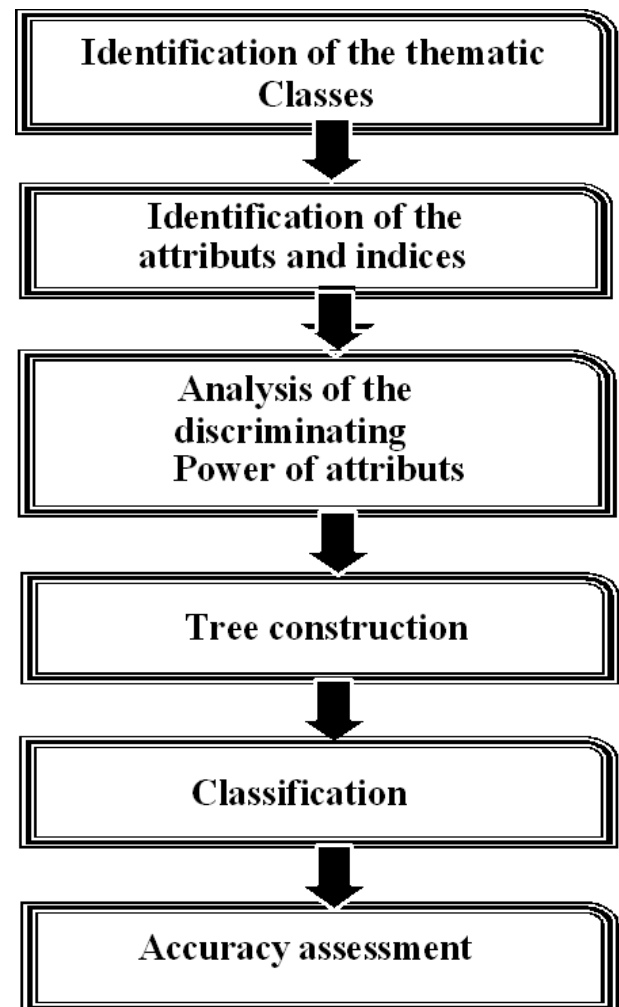 Identification of the thematic
Classes
Identification of the
attributs and indices
Analysis of the
discriminating
Power of attributs
Tree construction
Classification
Accuracy assessment